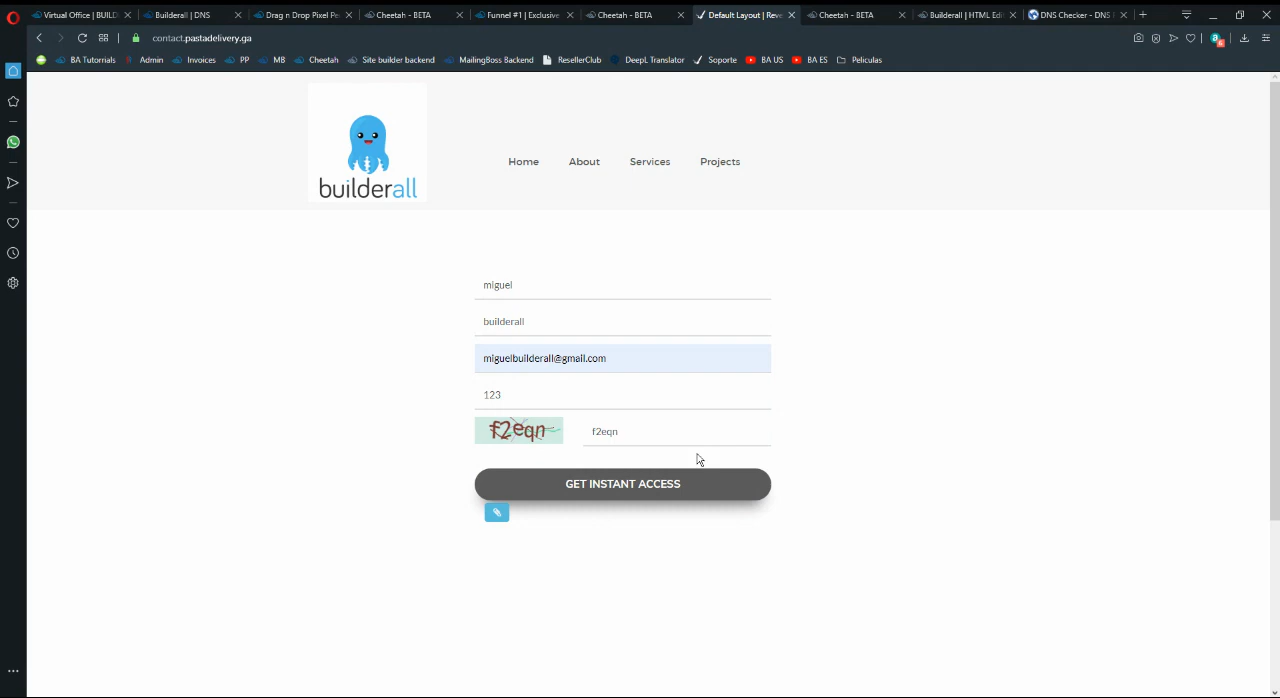 Virtual Office | BUILD
Builderall | DNS
Drag n Drop Pixel Pe
Cheetah - BETA
Funnel #1 | Exclusive
Cheetah - BETA
Default Layout | Reve
Cheetah - BETA
Builderall | HTML Edi
DNS Checker - DNS
contact.pastadelivery.ga
BA Tutorrials
Admin
Invoices
PP
MB
Cheetah
Site builder backend
MailingBoss Backend
ResellerClub
DeepL Translator
Soporte
BA US
BA ES
Peliculas
builderall
Home
About
Services
Projects
miguel
builderall
miguelbuilderall@gmail.com
123
f2eqn
f2eqn
GET INSTANT ACCESS